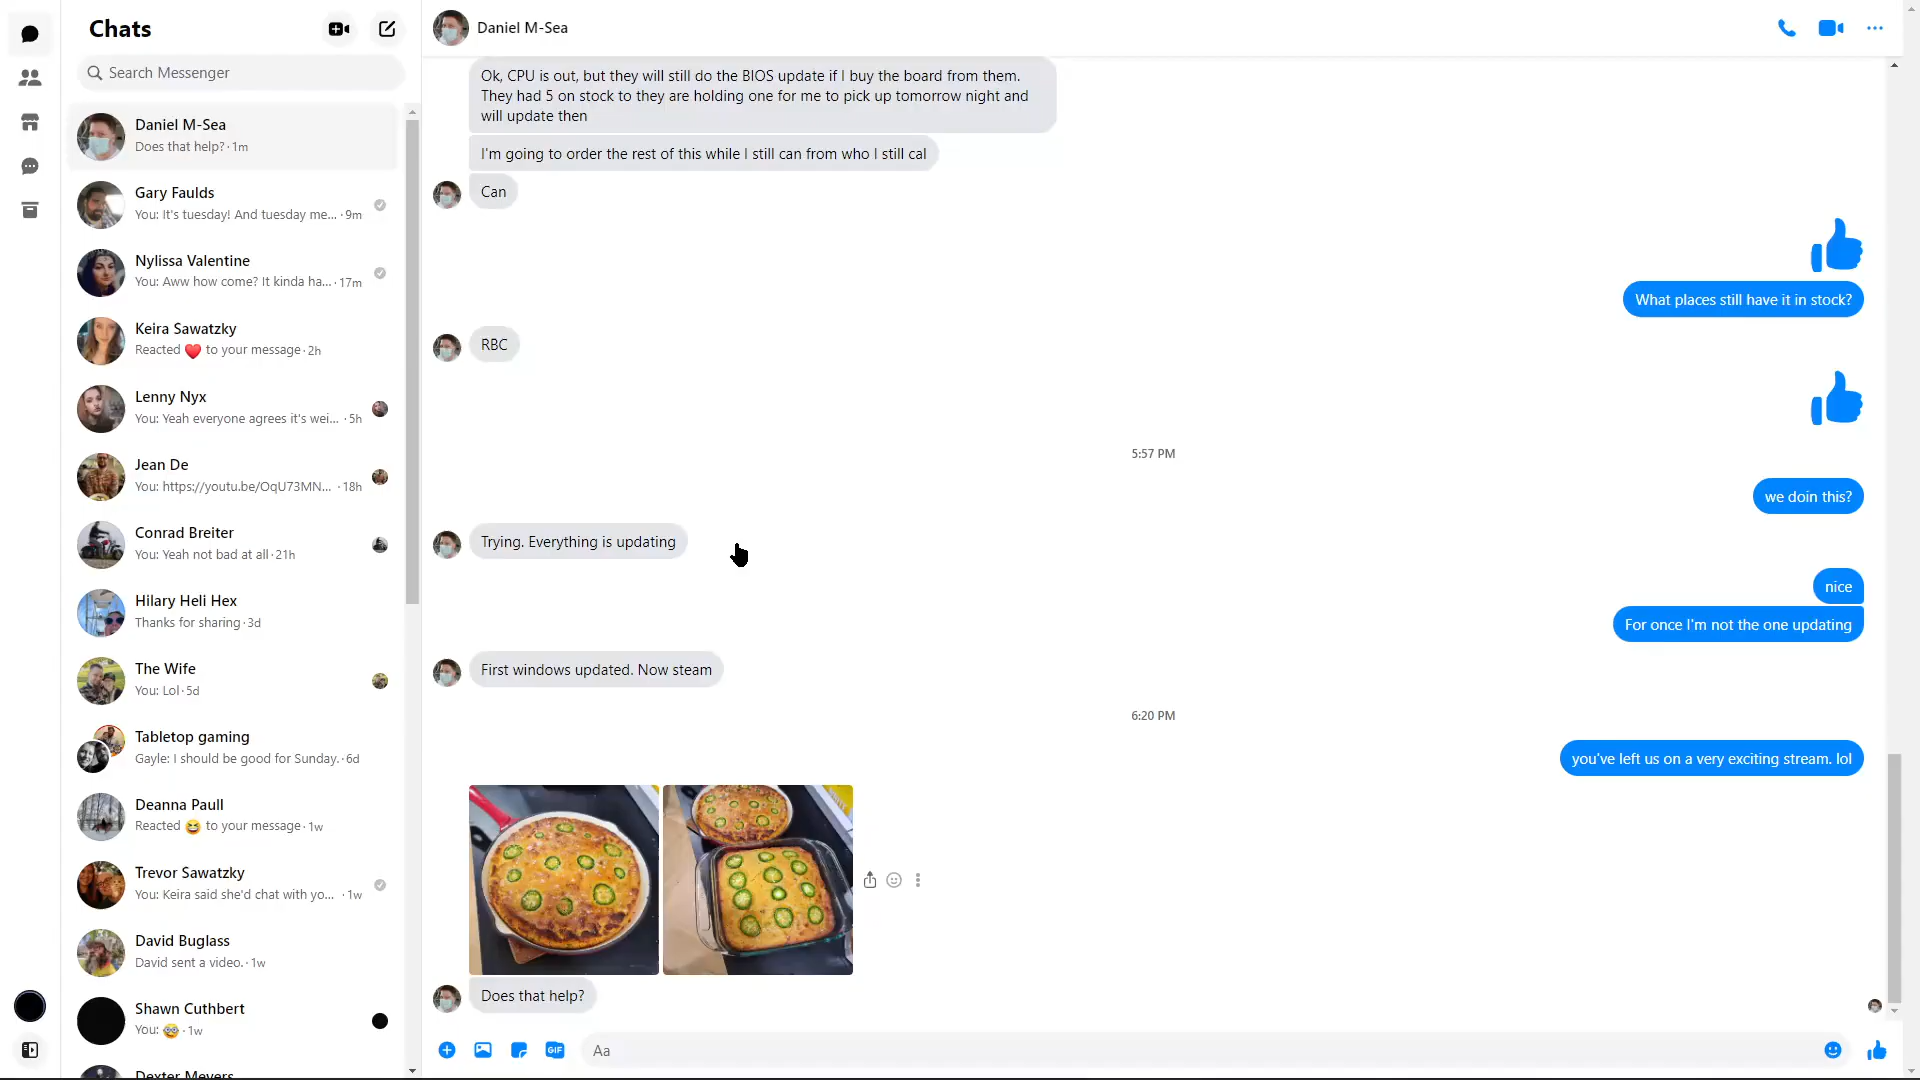 Chats
Search Messenger
Daniel M-Sea
Does that help? · 1m
Gary Faulds
You: It's tuesday! And tuesday me... · 9m
Nylissa Valentine
You: Aww how come? It kinda ha... · 17m
Keira Sawatzky
Reacted ❤️ to your message · 2h
Lenny Nyx
You: Yeah everyone agrees it's wei... · 5h
Jean De
You: https://youtu.be/OqU73MN... · 18h
Conrad Breiter
You: Yeah not bad at all · 21h
Hilary Heli Hex
Thanks for sharing · 3d
The Wife
You: Lol · 5d
Tabletop gaming
Gayle: I should be good for Sunday. · 6d
Deanna Paull
Reacted 😆 to your message · 1w
Trevor Sawatzky
You: Keira said she'd chat with yo... · 1w
David Buglass
David sent a video. · 1w
Shawn Cuthbert
You: 🤓 · 1w
Dexter Meyers
Daniel M-Sea
Ok, CPU is out, but they will still do the BIOS update if I buy the board from them.
They had 5 on stock to they are holding one for me to pick up tomorrow night and
will update then
I'm going to order the rest of this while I still can from who I still cal
Can
What places still have it in stock?
RBC
5:57 PM
we doin this?
Trying. Everything is updating
nice
For once I'm not the one updating
First windows updated. Now steam
6:20 PM
you've left us on a very exciting stream. lol
Does that help?
GIF
Aa